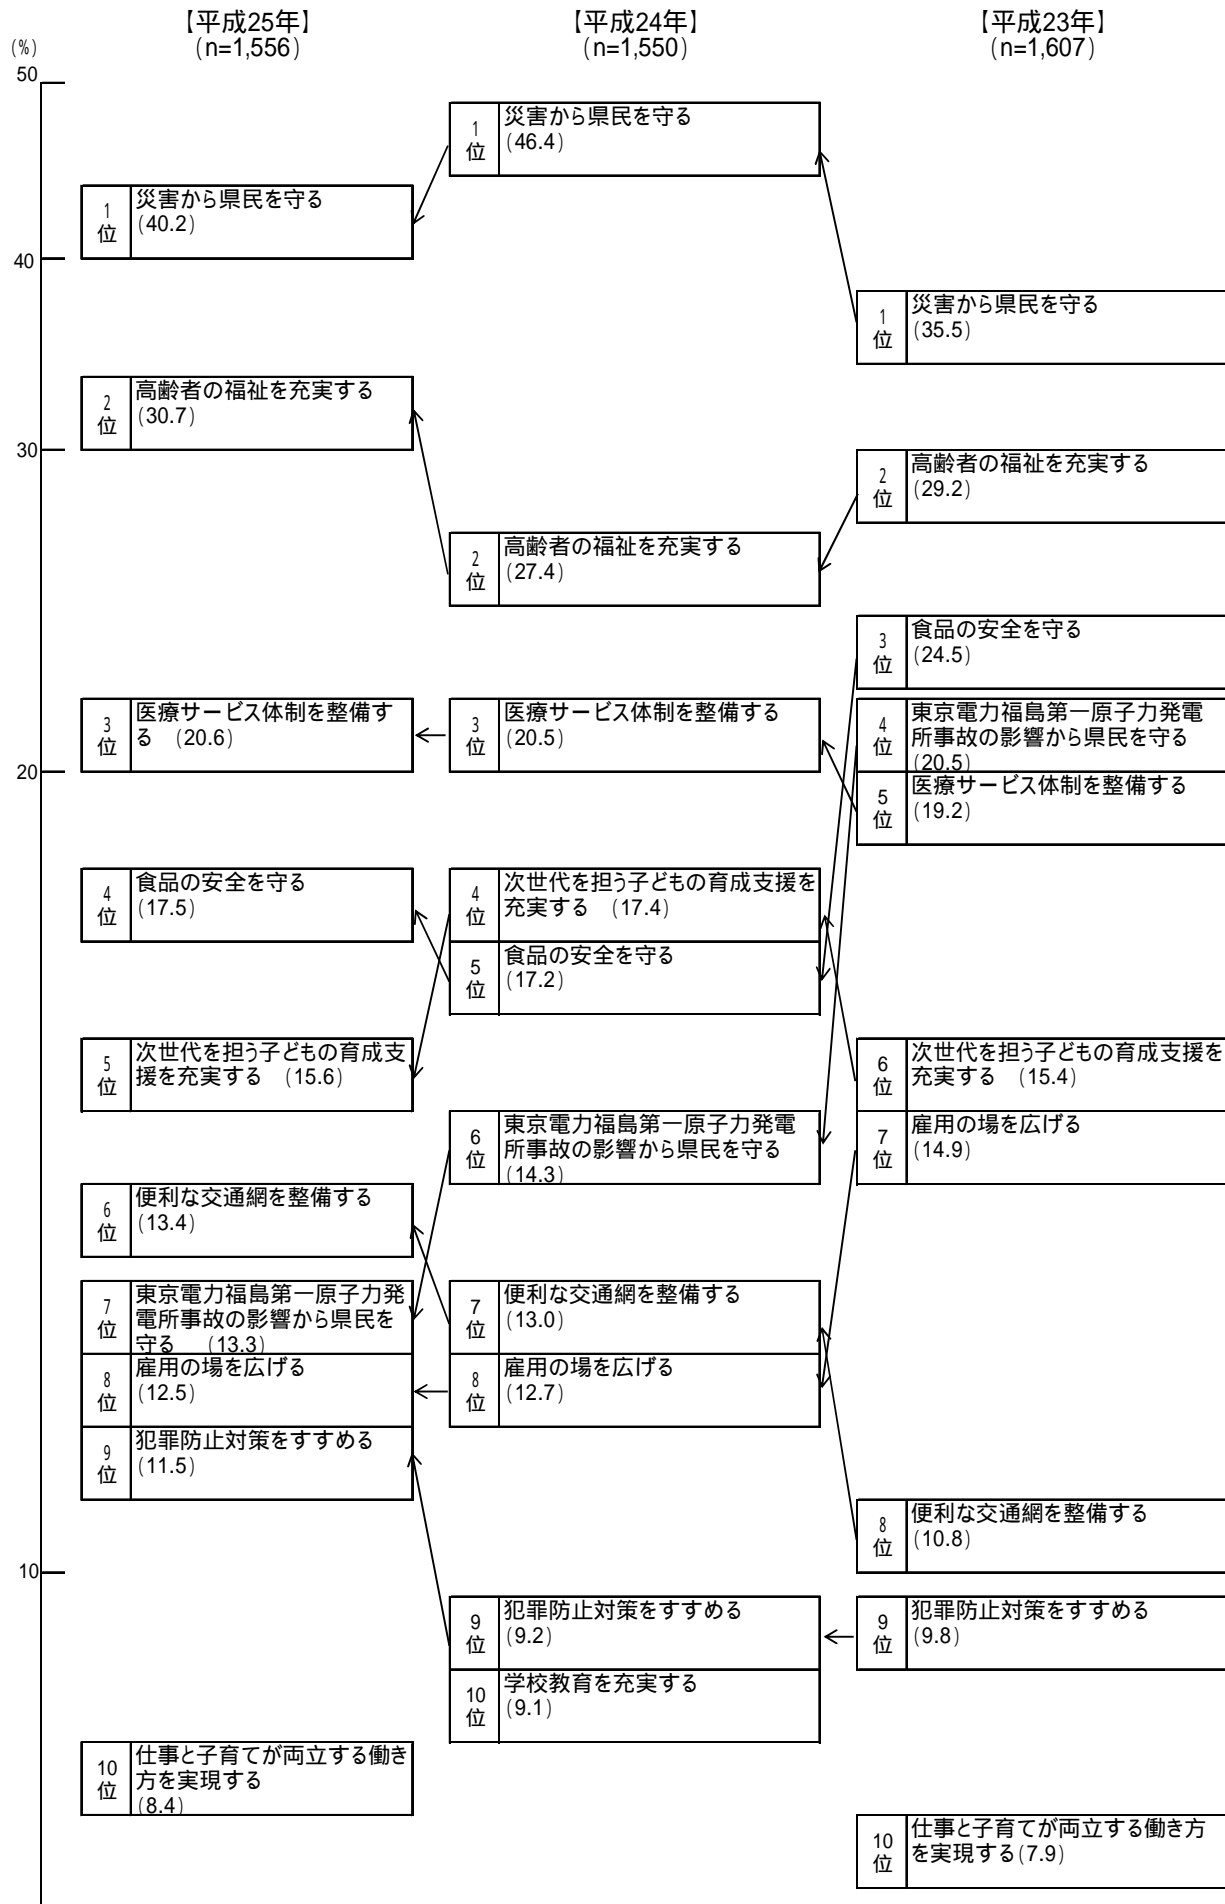 【平成25年】
(n=1,556)
【平成24年】
(n=1,550)
【平成23年】
(n=1,607)
(%)
50
40
30
20
10
1位
災害から県民を守る
(40.2)
2位
高齢者の福祉を充実する
(30.7)
3位
医療サービス体制を整備す
る (20.6)
4位
食品の安全を守る
(17.5)
5位
次世代を担う子どもの育成支
援を充実する (15.6)
6位
便利な交通網を整備する
(13.4)
7位
東京電力福島第一原子力発
電所事故の影響から県民を
守る (13.3)
8位
雇用の場を広げる
(12.5)
9位
犯罪防止対策をすすめる
(11.5)
10位
仕事と子育てが両立する働き
方を実現する
(8.4)
1位
災害から県民を守る
(46.4)
2位
高齢者の福祉を充実する
(27.4)
3位
医療サービス体制を整備する
(20.5)
4位
次世代を担う子どもの育成支援を
充実する (17.4)
5位
食品の安全を守る
(17.2)
6位
東京電力福島第一原子力発電
所事故の影響から県民を守る
(14.3)
7位
便利な交通網を整備する
(13.0)
8位
雇用の場を広げる
(12.7)
9位
犯罪防止対策をすすめる
(9.2)
10位
学校教育を充実する
(9.1)
1位
災害から県民を守る
(35.5)
2位
高齢者の福祉を充実する
(29.2)
3位
食品の安全を守る
(24.5)
4位
東京電力福島第一原子力発電
所事故の影響から県民を守る
(20.5)
5位
医療サービス体制を整備する
(19.2)
6位
次世代を担う子どもの育成支援を
充実する (15.4)
7位
雇用の場を広げる
(14.9)
8位
便利な交通網を整備する
(10.8)
9位
犯罪防止対策をすすめる
(9.8)
10位
仕事と子育てが両立する働き方
を実現する(7.9)